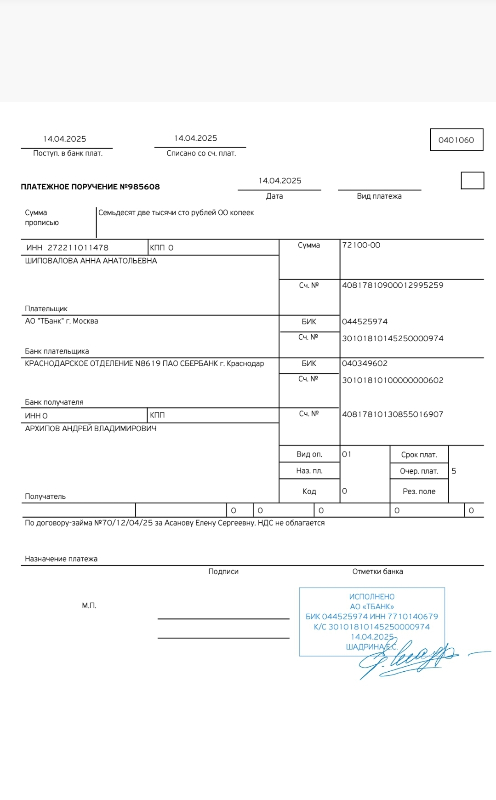 14.04.2025 14.04.2025 0401060
Поступ. в банк плат. Списано со сч. плат.
ПЛАТЕЖНОЕ ПОРУЧЕНИЕ №985608 14.04.2025
Дата Вид платежа
Сумма прописью Семьдесят две тысячи сто рублей 00 копеек
ИНН 272211011478 КПП 0 Сумма 72100-00
ШИПОВАЛОВА АННА АНАТОЛЬЕВНА
Сч. № 40817810900012995259
Плательщик
АО "ТБанк" г. Москва БИК 044525974
Сч. № 30101810145250000974
Банк плательщика
КРАСНОДАРСКОЕ ОТДЕЛЕНИЕ N8619 ПАО СБЕРБАНК г. Краснодар БИК 040349602
Сч. № 30101810100000000602
Банк получателя
ИНН 0 КПП Сч. № 40817810130855016907
АРХИПОВ АНДРЕЙ ВЛАДИМИРОВИЧ
Вид оп. 01 Срок плат.
Наз. пл. Очер. плат. 5
Получатель Код 0 Рез. поле
0 0 0 0 0
По договору-займа №70/12/04/25 за Асанову Елену Сергеевну. НДС не облагается
Назначение платежа
Подписи Отметки банка
М.П.
ИСПОЛНЕНО
АО «ТБАНК»
БИК 044525974 ИНН 7710140679
К/С 30101810145250000974
14.04.2025
ШАДРИНА Е.С.